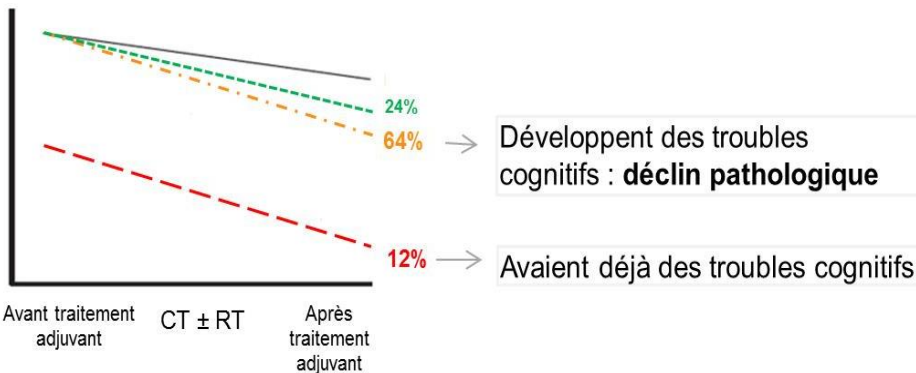 24%
64%
Développent des troubles
cognitifs : déclin pathologique
12%
Avaient déjà des troubles cognitifs
Avant traitement
adjuvant
CT ± RT
Après
traitement
adjuvant